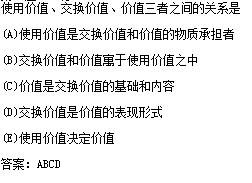 使用价值、交换价值、价值三者之间的关系是
(A)使用价值是交换价值和价值的物质承担者
(B)交换价值和价值寓于使用价值之中
(C)价值是交换价值的基础和内容
(D)交换价值是价值的表现形式
(E)使用价值决定价值
答案：ABCD